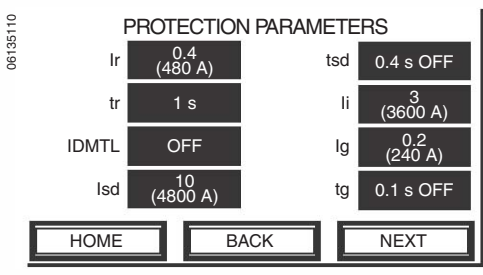 06135110
PROTECTION PARAMETERS
Ir
0.4
(480 A)
tr
1 s
IDMTL
OFF
Isd
10
(4800 A)
tsd
0.4 s OFF
Ii
3
(3600 A)
Ig
0.2
(240 A)
tg
0.1 s OFF
HOME
BACK
NEXT